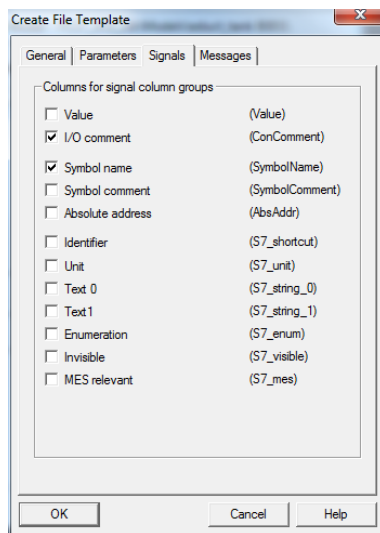 Create File Template
General Parameters Signals Messages
Columns for signal column groups
Value (Value)
I/O comment (ConComment)
Symbol name (SymbolName)
Symbol comment (SymbolComment)
Absolute address (AbsAddr)
Identifier (S7_shortcut)
Unit (S7_unit)
Text 0 (S7_string_0)
Text1 (S7_string_1)
Enumeration (S7_enum)
Invisible (S7_visible)
MES relevant (S7_mes)
OK Cancel Help